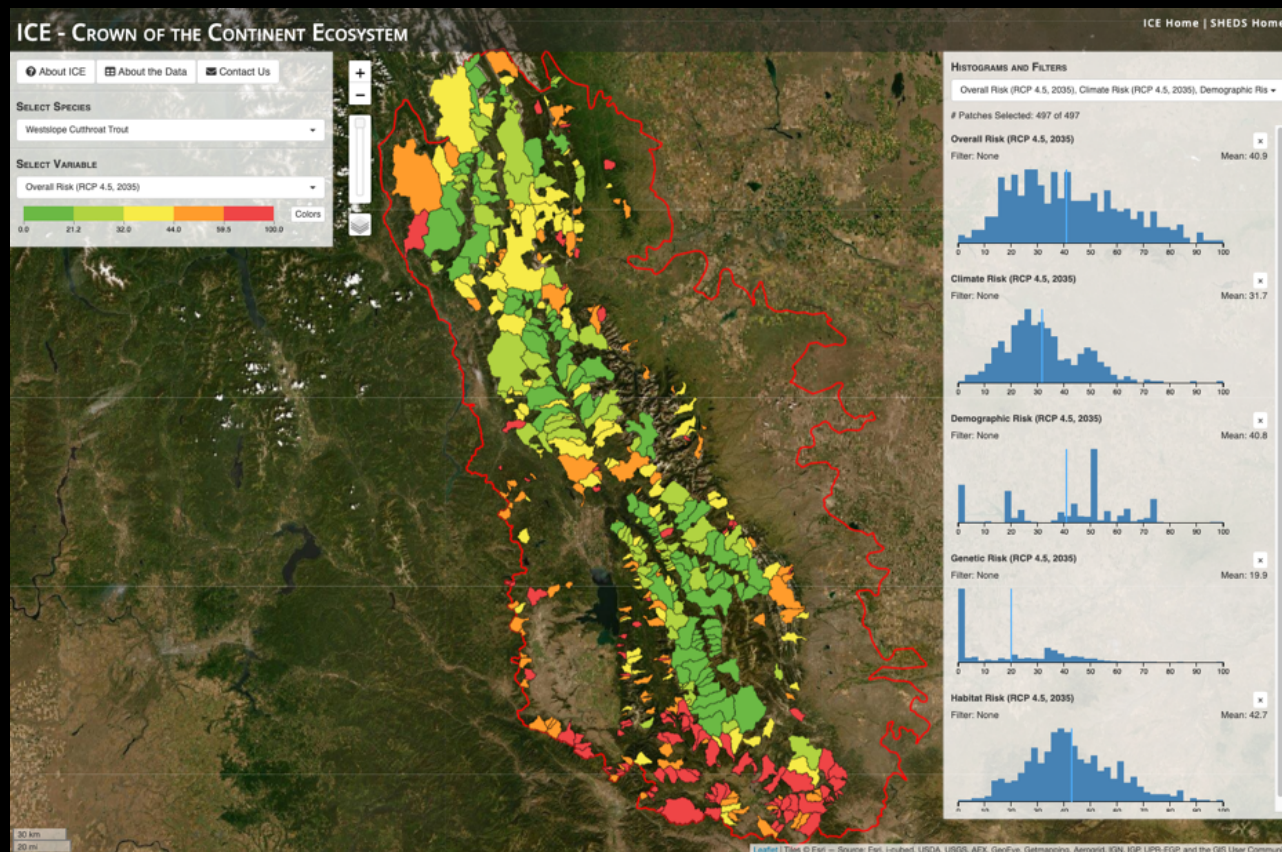 ICE - Crown of the Continent Ecosystem
ICE Home | SHEDS Home
About ICE
About the Data
Contact Us
Select Species
Westslope Cutthroat Trout
Select Variable
Overall Risk (RCP 4.5, 2035)
Colors
0.0 21.2 32.0 44.0 59.5 100.0
+
−
Histograms and Filters
Overall Risk (RCP 4.5, 2035), Climate Risk (RCP 4.5, 2035), Demographic Ris
# Patches Selected: 497 of 497
Overall Risk (RCP 4.5, 2035)
×
Filter: None Mean: 40.9
0 10 20 30 40 50 60 70 80 90 100
Climate Risk (RCP 4.5, 2035)
×
Filter: None Mean: 31.7
0 10 20 30 40 50 60 70 80 90 100
Demographic Risk (RCP 4.5, 2035)
×
Filter: None Mean: 40.8
0 10 20 30 40 50 60 70 80 90 100
Genetic Risk (RCP 4.5, 2035)
×
Filter: None Mean: 19.9
0 10 20 30 40 50 60 70 80 90 100
Habitat Risk (RCP 4.5, 2035)
×
Filter: None Mean: 42.7
30 km
20 mi
Leaflet | Tiles © Esri — Source: Esri, i-cubed, USDA, USGS, AEX, GeoEye, Getmapping, Aerogrid, IGN, IGP, UPR-EGP, and the GIS User Commun